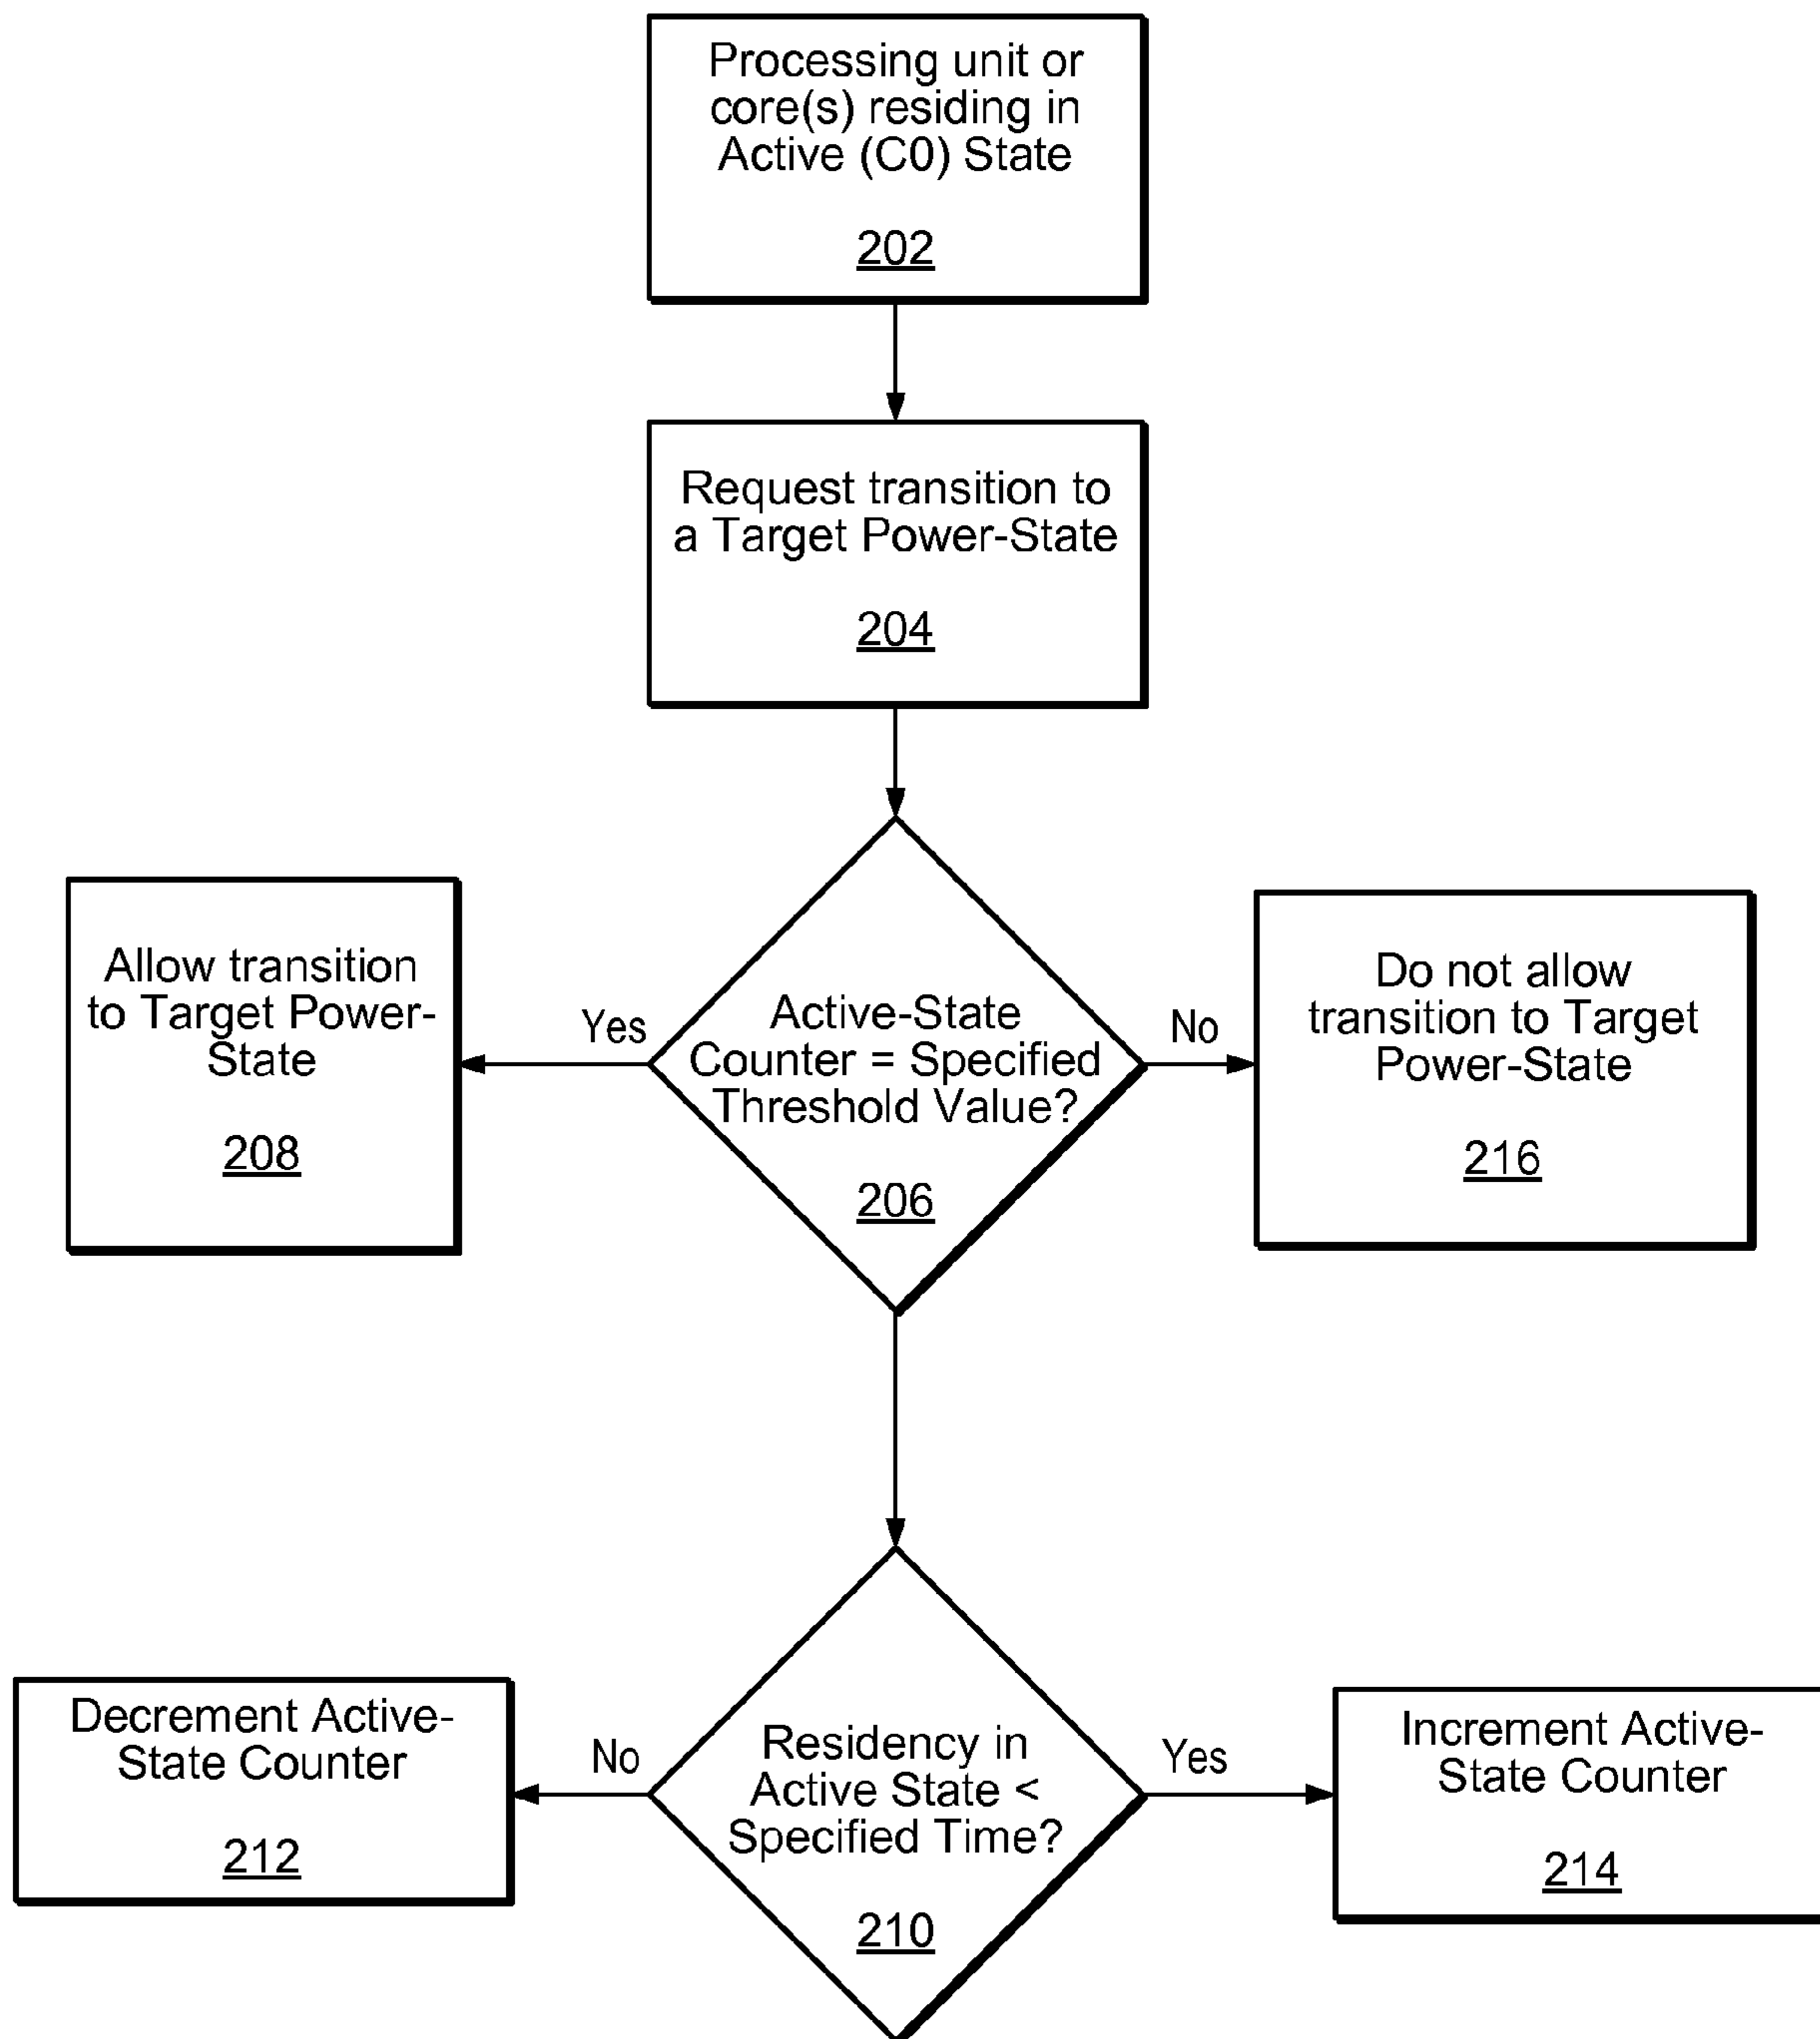 Processing unit or
core(s) residing in
Active (C0) State
202
Request transition to
a Target Power-State
204
Allow transition
to Target Power-
State
208
Yes
Active-State
Counter = Specified
Threshold Value?
206
No
Do not allow
transition to Target
Power-State
216
Decrement Active-
State Counter
212
No
Residency in
Active State <
Specified Time?
210
Yes
Increment Active-
State Counter
214